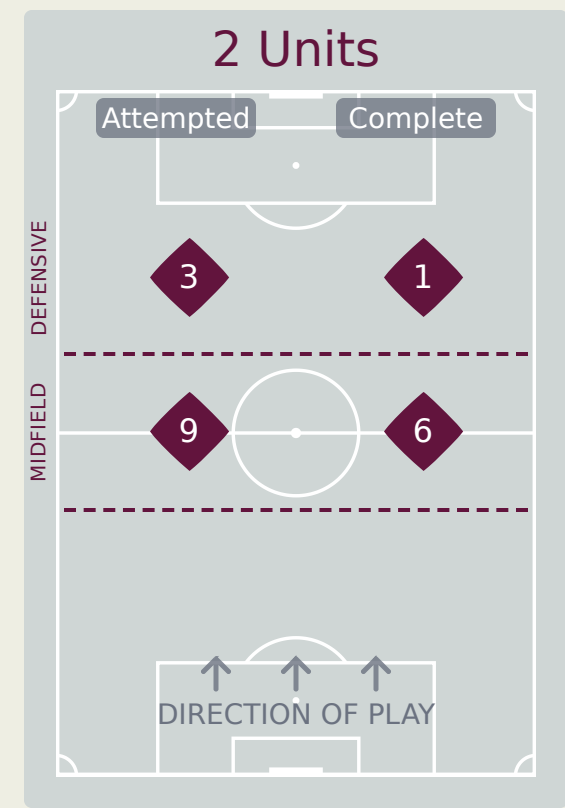 2 Units
Attempted
Complete
DEFENSIVE
3
1
MIDFIELD
9
6
DIRECTION OF PLAY